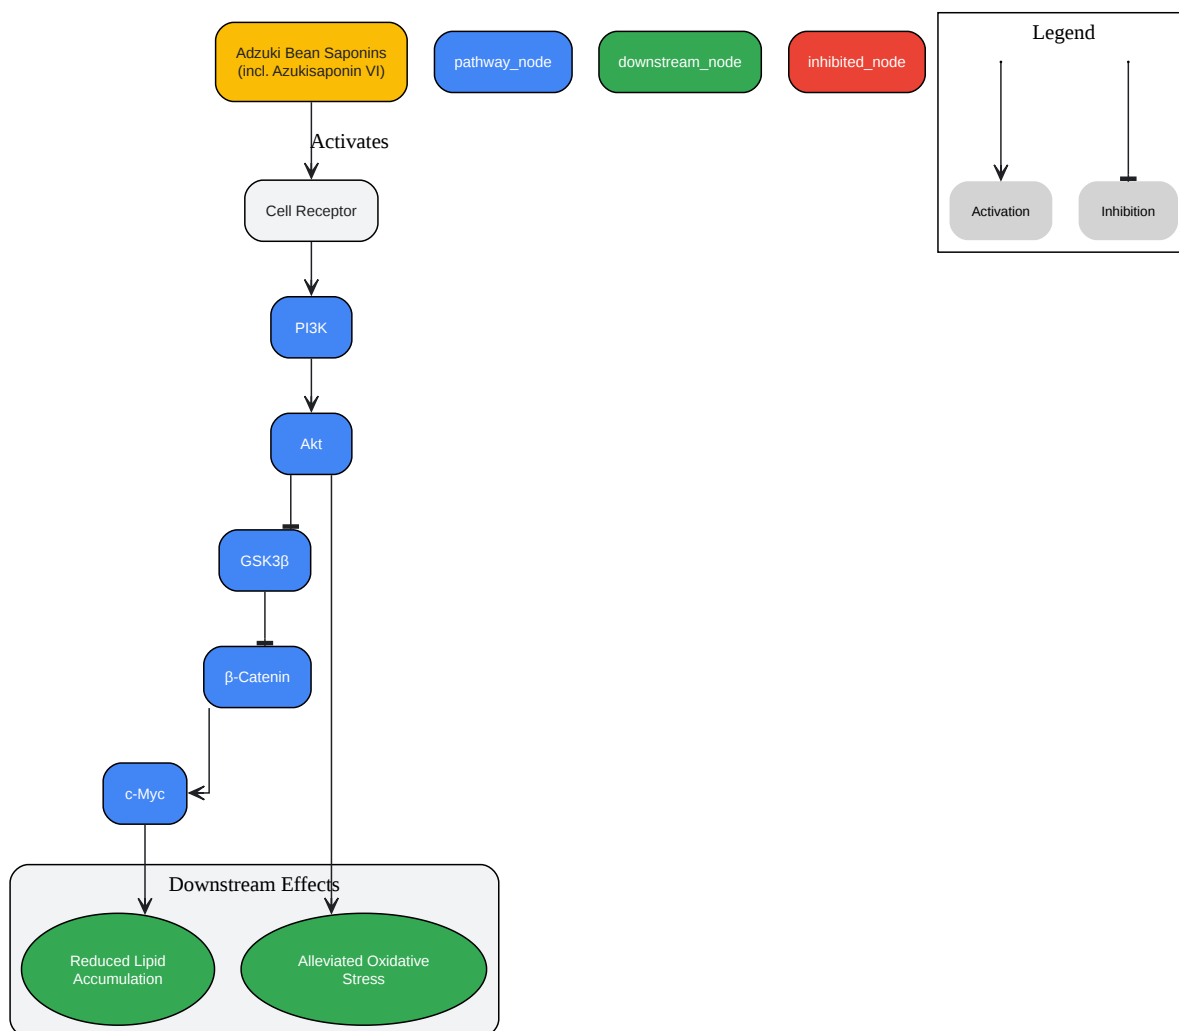 Adzuki Bean Saponins
(incl. Azukisaponin VI)
pathway_node
downstream_node
inhibited_node
Legend
Activation
Inhibition
Activates
Cell Receptor
PI3K
Akt
GSK3β
β-Catenin
c-Myc
Downstream Effects
Reduced Lipid
Accumulation
Alleviated Oxidative
Stress